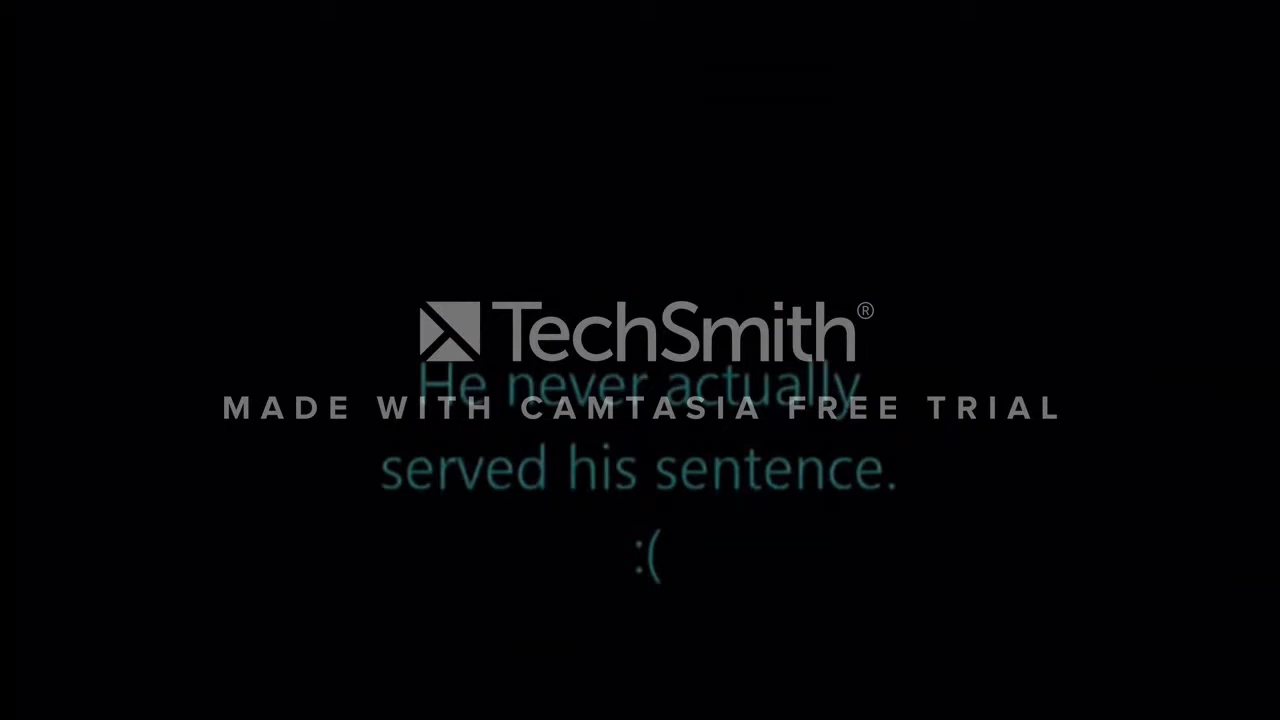 TechSmith®
He never actually
MADE WITH CAMTASIA FREE TRIAL
served his sentence.
:(